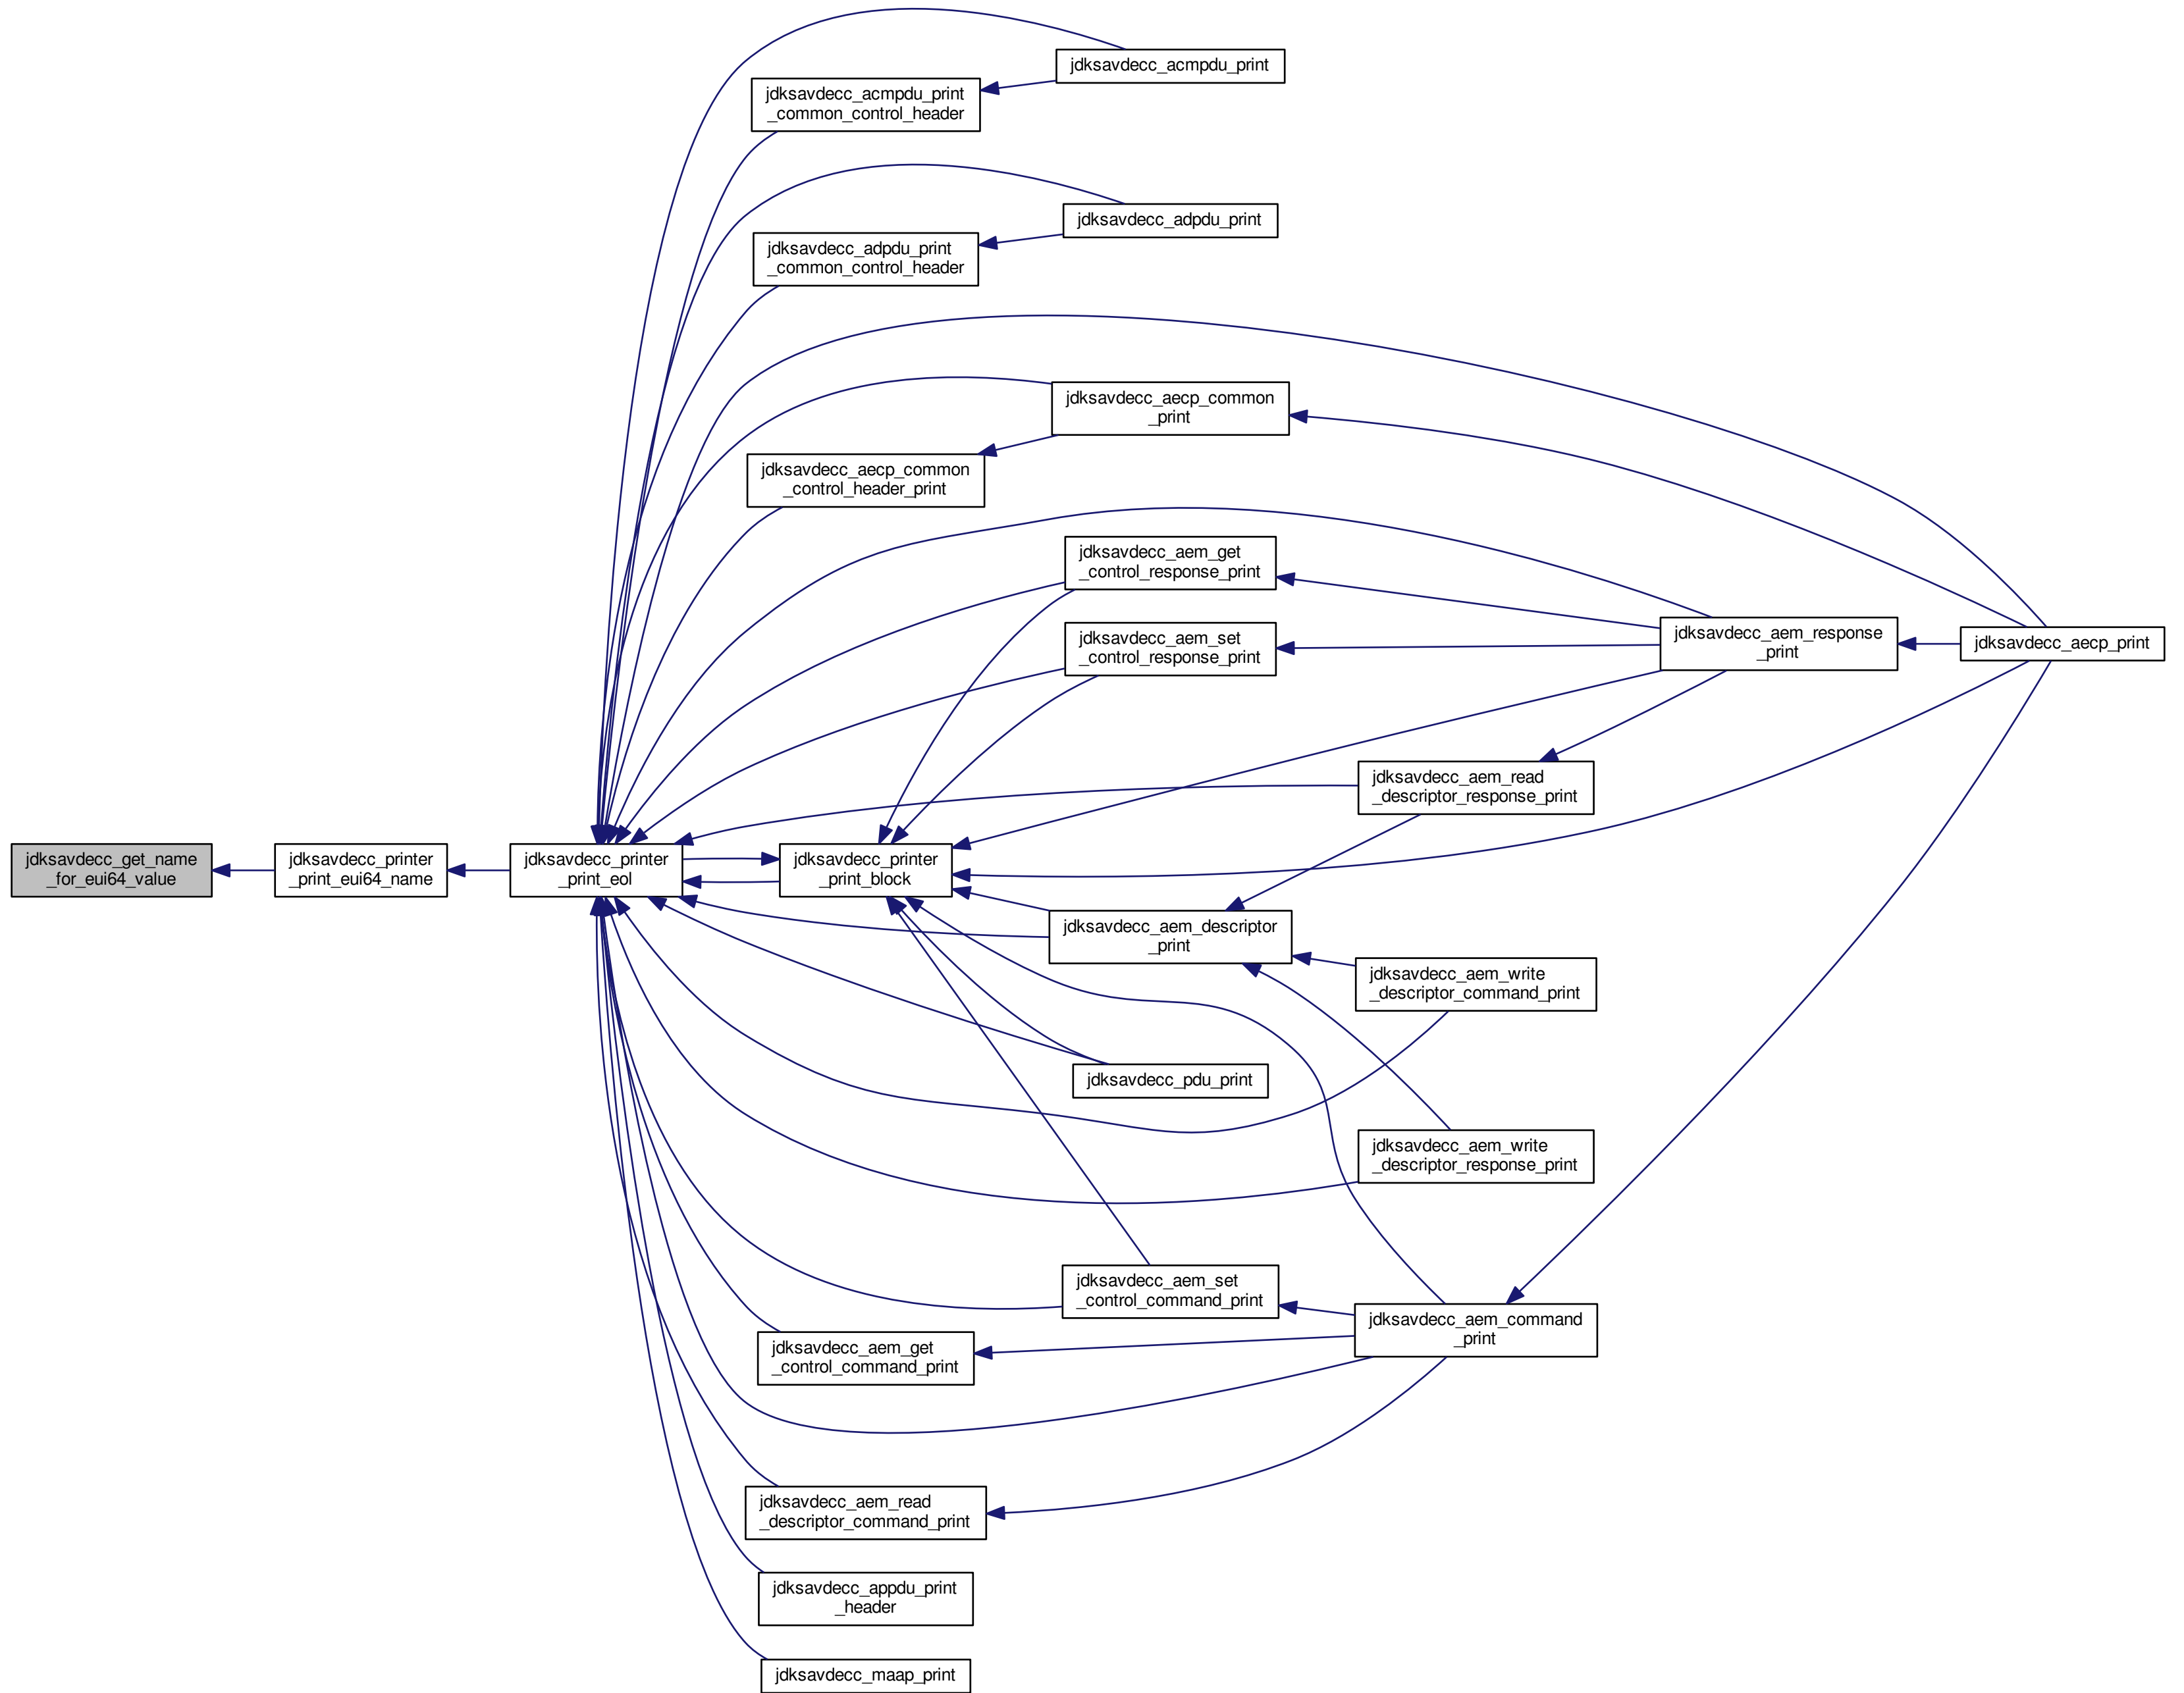 jdksavdecc_acmpdu_print
jdksavdecc_acmpdu_print
_common_control_header
jdksavdecc_adpdu_print
jdksavdecc_adpdu_print
_common_control_header
jdksavdecc_aecp_common
_print
jdksavdecc_aecp_common
_control_header_print
jdksavdecc_aem_get
_control_response_print
jdksavdecc_aem_set
_control_response_print
jdksavdecc_aem_response
_print
jdksavdecc_aecp_print
jdksavdecc_aem_read
_descriptor_response_print
jdksavdecc_get_name
_for_eui64_value
jdksavdecc_printer
_print_eui64_name
jdksavdecc_printer
_print_eol
jdksavdecc_printer
_print_block
jdksavdecc_aem_descriptor
_print
jdksavdecc_aem_write
_descriptor_command_print
jdksavdecc_pdu_print
jdksavdecc_aem_write
_descriptor_response_print
jdksavdecc_aem_set
_control_command_print
jdksavdecc_aem_command
_print
jdksavdecc_aem_get
_control_command_print
jdksavdecc_aem_read
_descriptor_command_print
jdksavdecc_appdu_print
_header
jdksavdecc_maap_print